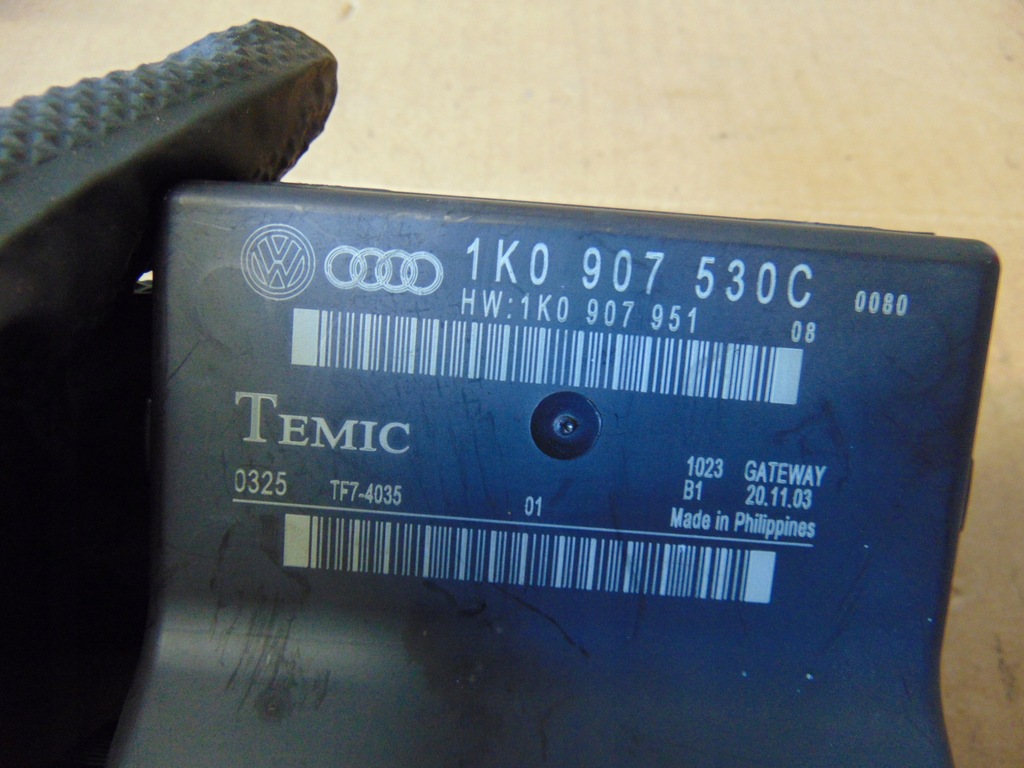 1K0 907 530C 0080
HW:1K0 907 951 08
TEMIC
0325 TF7-4035 01 1023 GATEWAY
B1 20.11.03
Made in Philippines